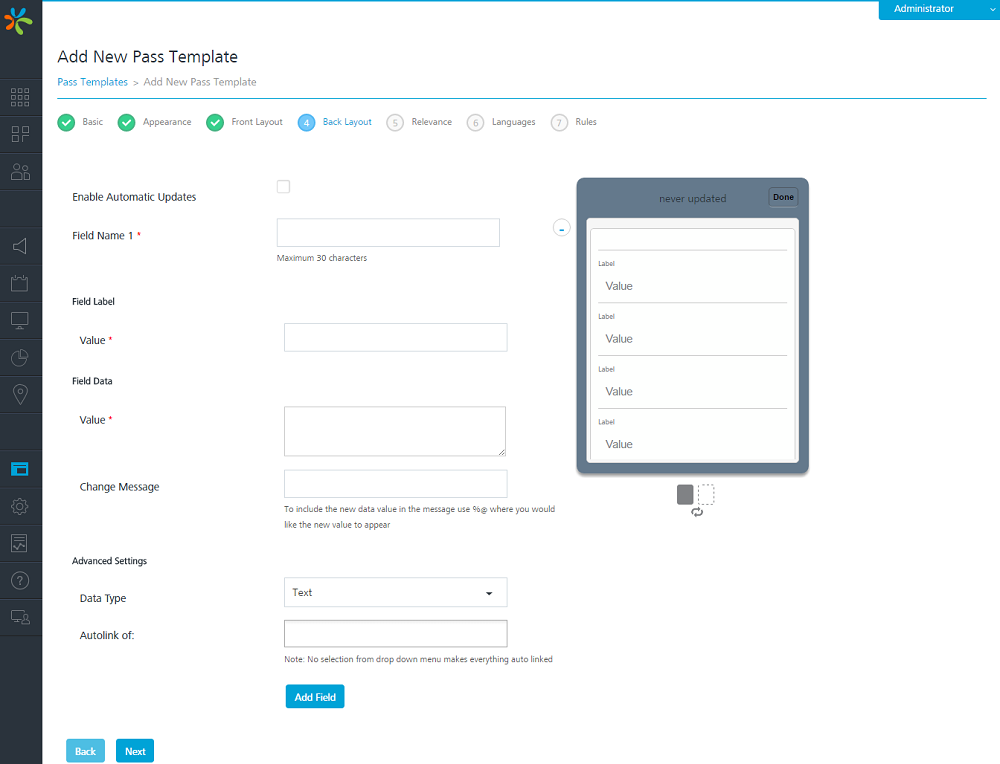 Administrator
Add New Pass Template
Pass Templates > Add New Pass Template
Basic
Appearance
Front Layout
4 Back Layout
5 Relevance
6 Languages
7 Rules
Enable Automatic Updates
Field Name 1 *
Maximum 30 characters
Field Label
Value *
Field Data
Value *
Change Message
To include the new data value in the message use %@ where you would
like the new value to appear
Advanced Settings
Data Type
Text
Autolink of:
Note: No selection from drop down menu makes everything auto linked
Add Field
Back
Next
-
never updated
Done
Label
Value
Label
Value
Label
Value
Label
Value
?